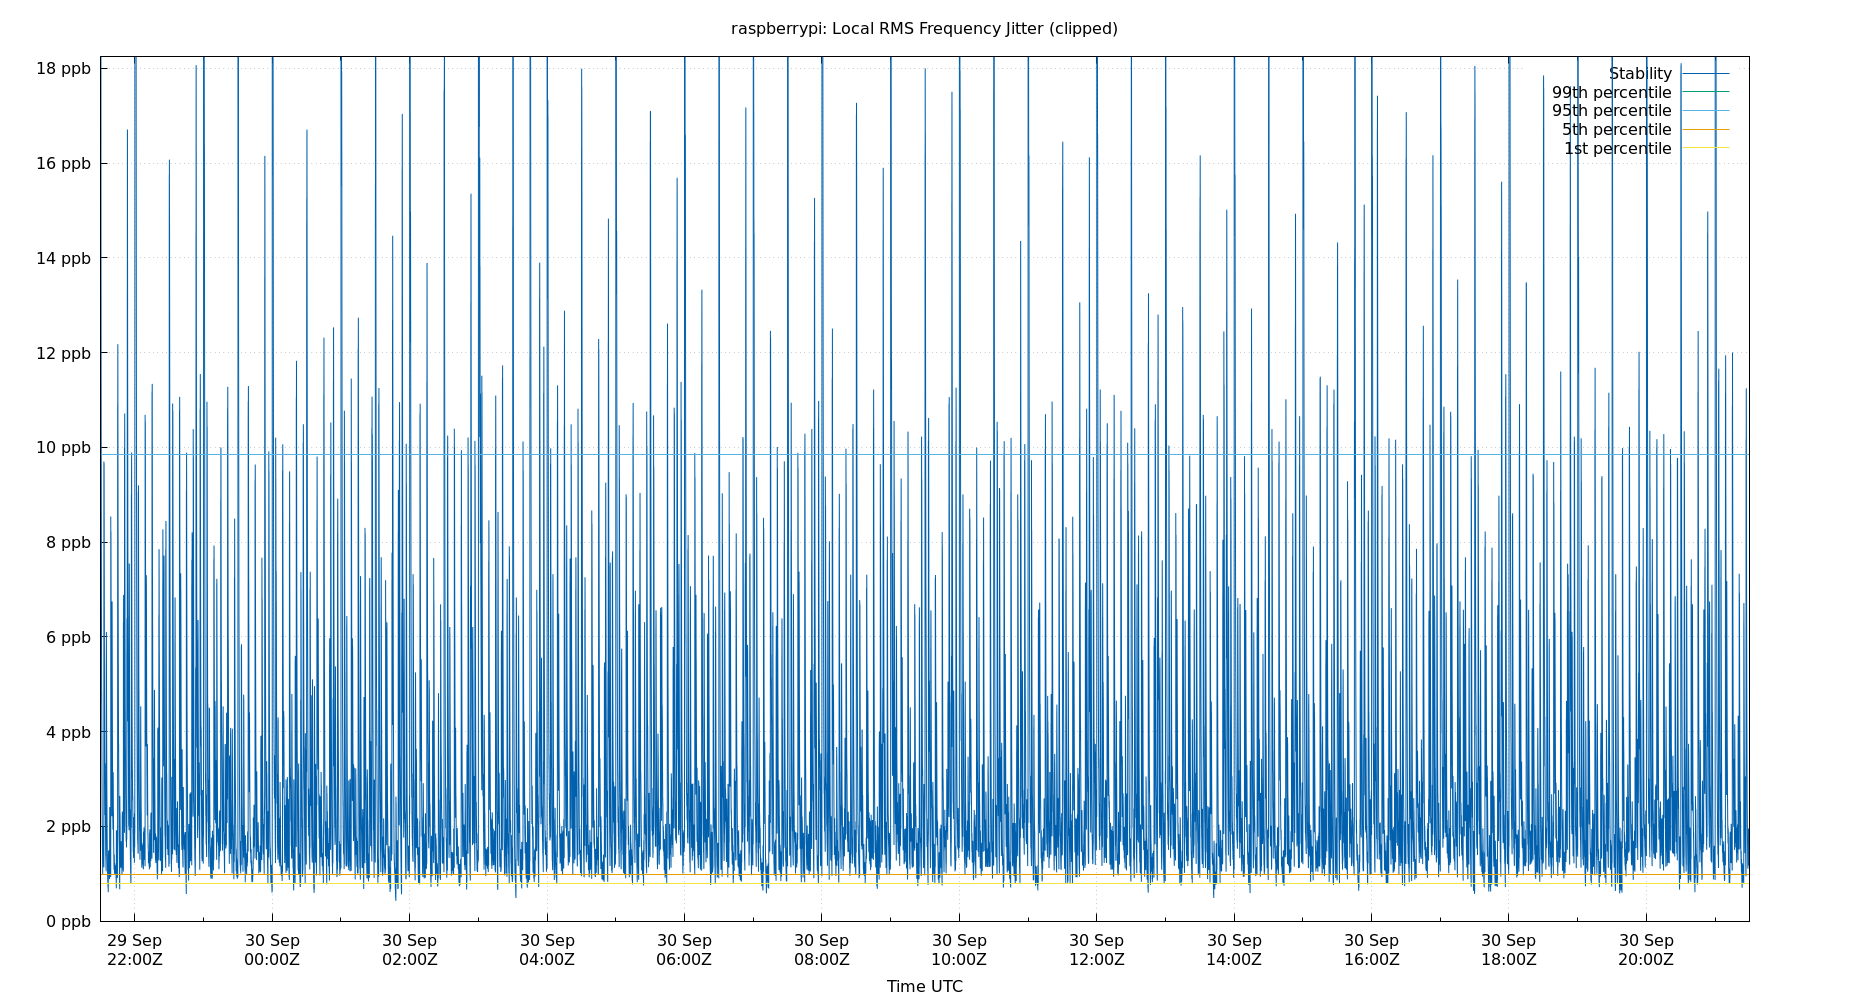 raspberrypi: Local RMS Frequency Jitter (clipped)
18 ppb
16 ppb
14 ppb
12 ppb
10 ppb
8 ppb
6 ppb
4 ppb
2 ppb
0 ppb
Stability
99th percentile
95th percentile
5th percentile
1st percentile
29 Sep 30 Sep 30 Sep 30 Sep 30 Sep 30 Sep 30 Sep 30 Sep 30 Sep 30 Sep 30 Sep 30 Sep
22:00Z 00:00Z 02:00Z 04:00Z 06:00Z 08:00Z 10:00Z 12:00Z 14:00Z 16:00Z 18:00Z 20:00Z
Time UTC